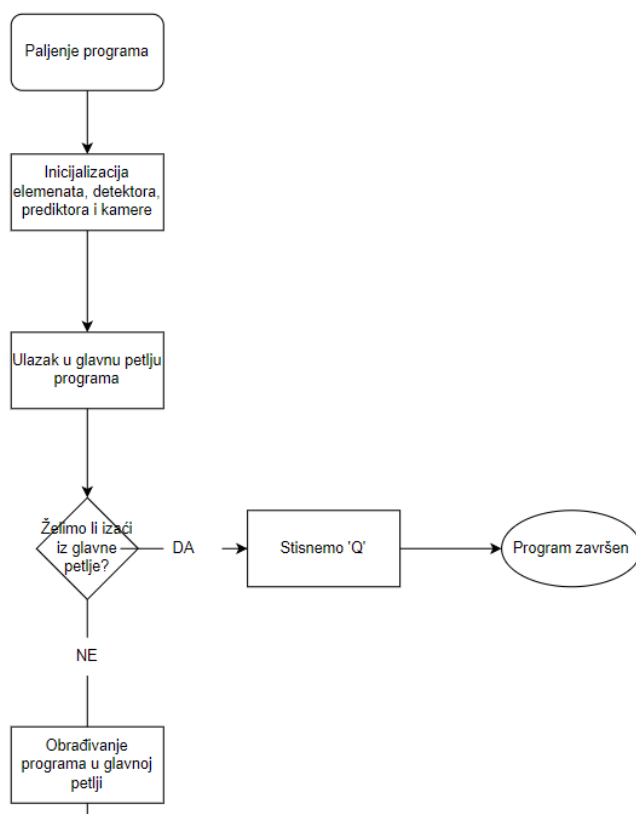 Paljenje programa
Inicijalizacija
elemenata, detektora,
prediktora i kamere
Ulazak u glavnu petlju
programa
Želimo li izaći
iz glavne
petlje?
DA
Stisnemo 'Q'
Program završen
NE
Obrađivanje
programa u glavnoj
petlji